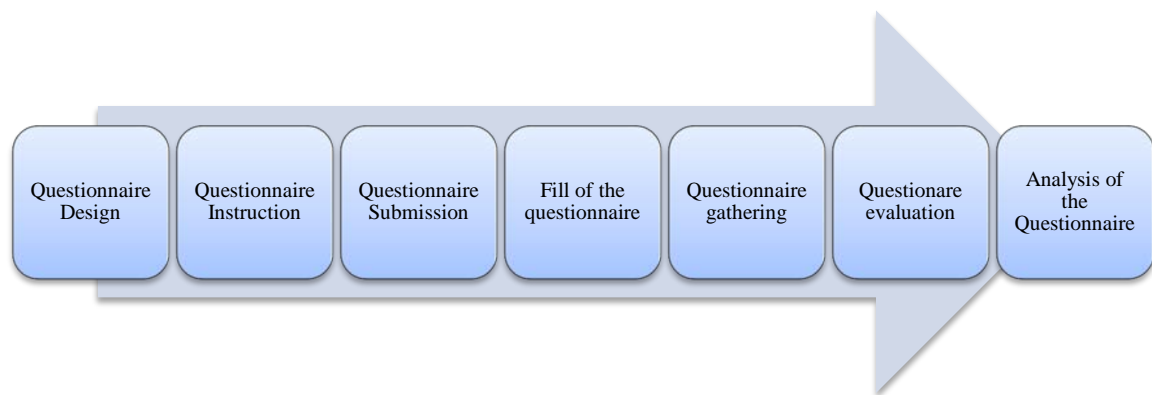 Questionnaire
Design
Questionnaire
Instruction
Questionnaire
Submission
Fill of the
questionnaire
Questionnaire
gathering
Questionare
evaluation
Analysis of
the
Questionnaire